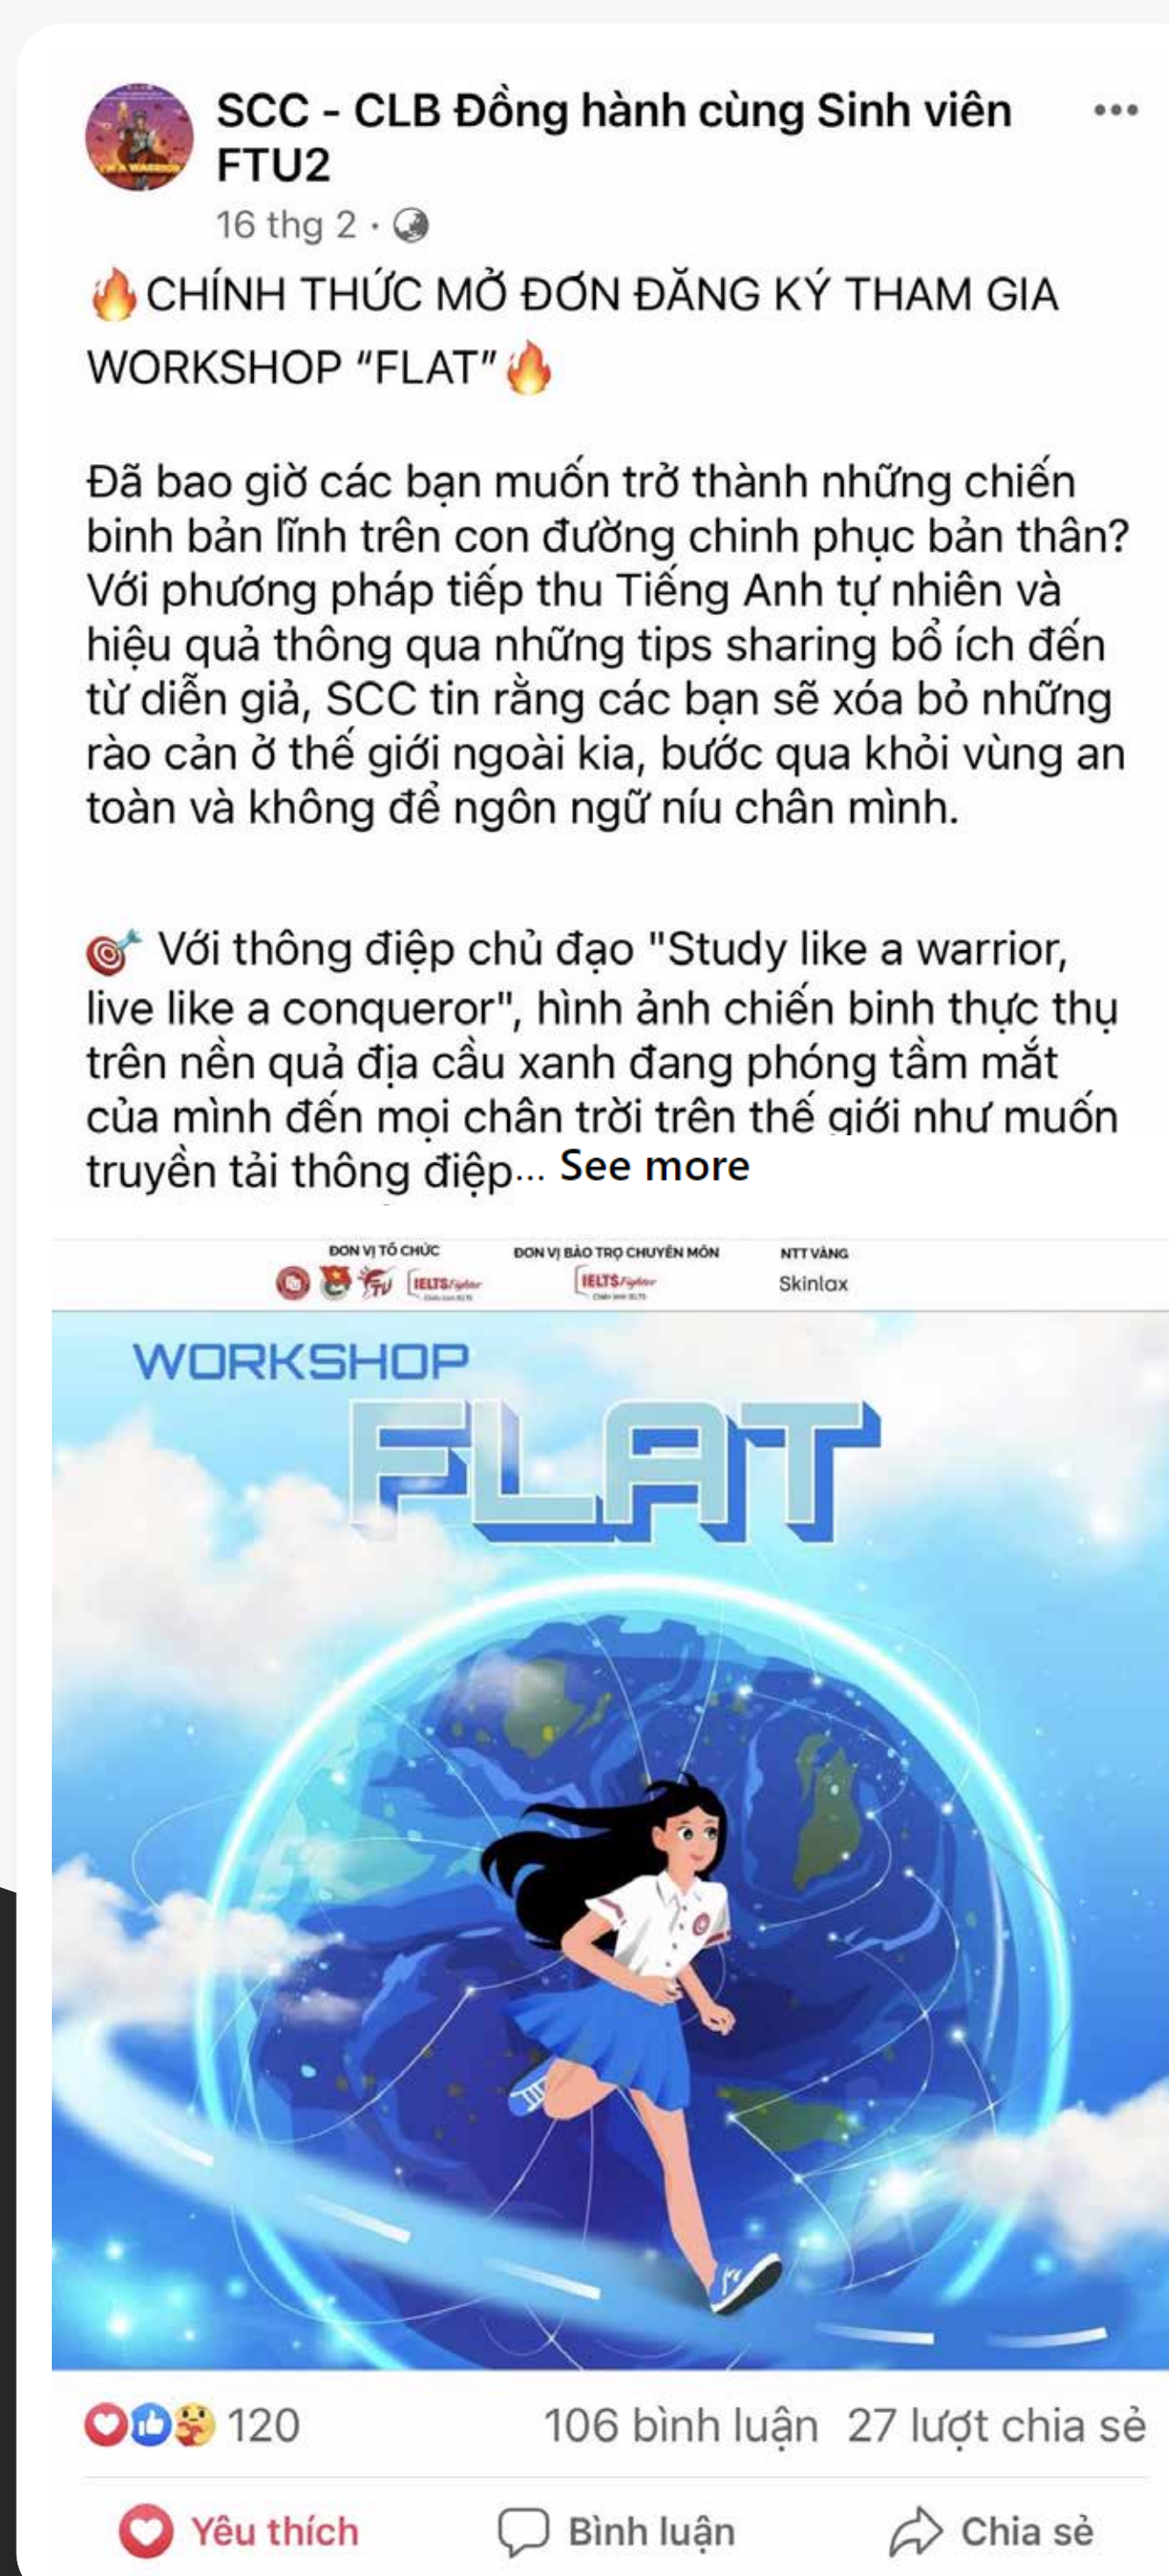 SCC - CLB Đồng hành cùng Sinh viên
FTU2
16 thg 2 ·
CHÍNH THỨC MỞ ĐƠN ĐĂNG KÝ THAM GIA
WORKSHOP “FLAT”
Đã bao giờ các bạn muốn trở thành những chiến
binh bản lĩnh trên con đường chinh phục bản thân?
Với phương pháp tiếp thu Tiếng Anh tự nhiên và
hiệu quả thông qua những tips sharing bổ ích đến
từ diễn giả, SCC tin rằng các bạn sẽ xóa bỏ những
rào cản ở thế giới ngoài kia, bước qua khỏi vùng an
toàn và không để ngôn ngữ níu chân mình.
Với thông điệp chủ đạo "Study like a warrior,
live like a conqueror", hình ảnh chiến binh thực thụ
trên nền quả địa cầu xanh đang phóng tầm mắt
của mình đến mọi chân trời trên thế giới như muốn
truyền tải thông điệp... See more
ĐƠN VỊ TỔ CHỨC ĐƠN VỊ BẢO TRỢ CHUYÊN MÔN NTT VÀNG
FTU IELTS Fighter IELTS Fighter Skinlax
WORKSHOP
FLAT
120 106 bình luận 27 lượt chia sẻ
Yêu thích Bình luận Chia sẻ